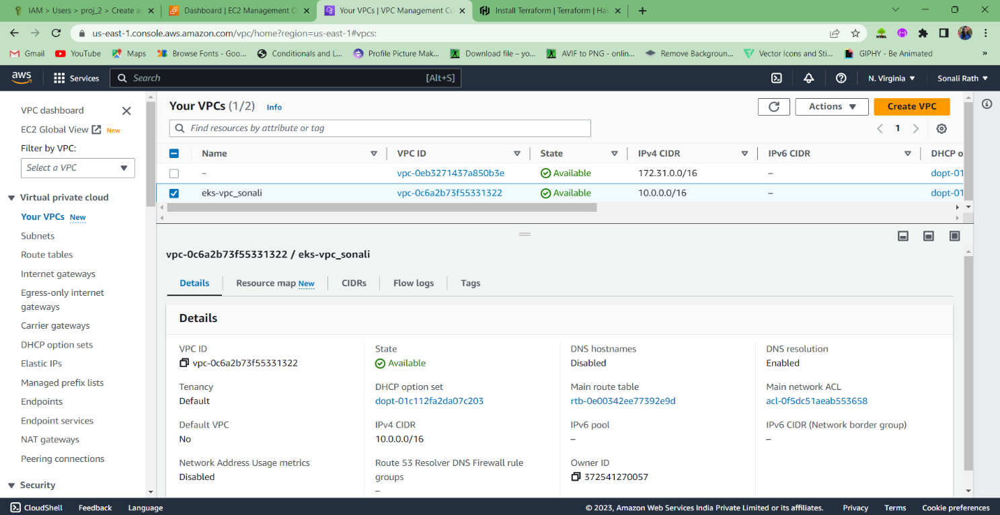 IAM > Users > proj_2 > Create a
Dashboard | EC2 Management Co
Your VPCs | VPC Management Co
Install Terraform | Terraform | Has
us-east-1.console.aws.amazon.com/vpc/home?region=us-east-1#vpcs:
Gmail YouTube Maps Browse Fonts - Goo... Conditionals and L... Profile Picture Mak... Download file – yo... AVIF to PNG - onlin... Remove Backgroun... Vector Icons and Sti... GIPHY - Be Animated »
aws Services Search [Alt+S] N. Virginia Sonali Rath
VPC dashboard
EC2 Global View New
Filter by VPC:
Select a VPC
Virtual private cloud
Your VPCs New
Subnets
Route tables
Internet gateways
Egress-only internet
gateways
Carrier gateways
DHCP option sets
Elastic IPs
Managed prefix lists
Endpoints
Endpoint services
NAT gateways
Peering connections
Security
Your VPCs (1/2) Info
Actions Create VPC
Find resources by attribute or tag
1
Name VPC ID State IPv4 CIDR IPv6 CIDR DHCP o
– vpc-0eb3271437a850b3e Available 172.31.0.0/16 – dopt-01
eks-vpc_sonali vpc-0c6a2b73f55331322 Available 10.0.0.0/16 – dopt-01
vpc-0c6a2b73f55331322 / eks-vpc_sonali
Details Resource map New CIDRs Flow logs Tags
Details
VPC ID State DNS hostnames DNS resolution
vpc-0c6a2b73f55331322 Available Disabled Enabled
Tenancy DHCP option set Main route table Main network ACL
Default dopt-01c112fa2da07c203 rtb-0e00342ee77392e9d acl-0f5dc51aeab553658
Default VPC IPv4 CIDR IPv6 pool IPv6 CIDR (Network border group)
No 10.0.0.0/16 – –
Network Address Usage metrics Route 53 Resolver DNS Firewall rule Owner ID
groups
Disabled 372541270057
–
CloudShell Feedback Language © 2023, Amazon Web Services India Private Limited or its affiliates. Privacy Terms Cookie preferences